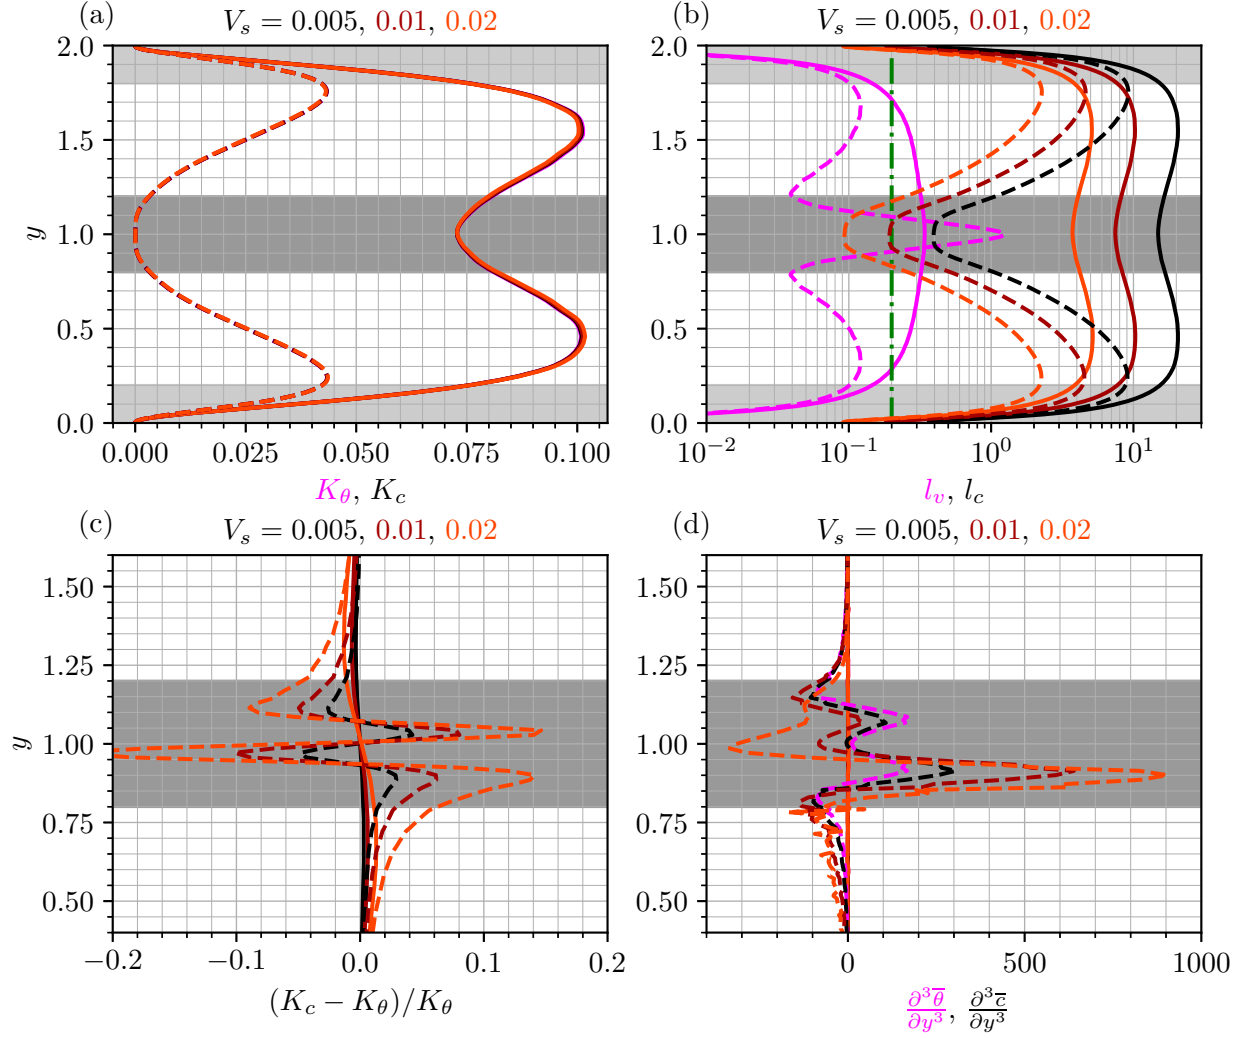 (a) V_s = 0.005, 0.01, 0.02
2.0
1.5
1.0
0.5
0.0
y
0.000 0.025 0.050 0.075 0.100
K_θ, K_c
(b) V_s = 0.005, 0.01, 0.02
2.0
1.5
1.0
0.5
0.0
y
10^{−2} 10^{−1} 10^0 10^1
l_v, l_c
(c) V_s = 0.005, 0.01, 0.02
1.50
1.25
1.00
0.75
0.50
y
−0.2 −0.1 0.0 0.1 0.2
(K_c − K_θ)/K_θ
(d) V_s = 0.005, 0.01, 0.02
1.50
1.25
1.00
0.75
0.50
y
0 500 1000
∂³θ̅/∂y³, ∂³c̅/∂y³